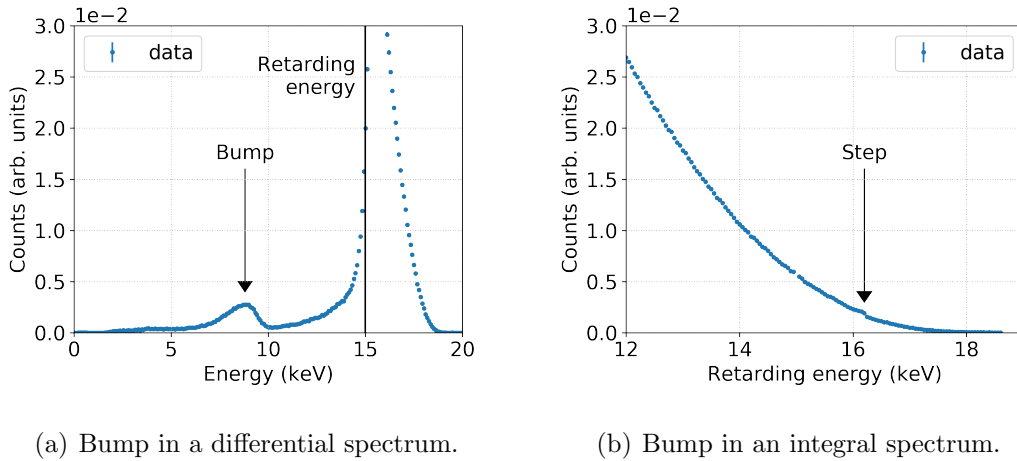 1e−2
data
Retarding
energy
Bump
3.0
2.5
2.0
1.5
1.0
0.5
0.0
0 5 10 15 20
Counts (arb. units)
Energy (keV)
(a) Bump in a differential spectrum.
1e−2
data
Step
3.0
2.5
2.0
1.5
1.0
0.5
0.0
12 14 16 18
Counts (arb. units)
Retarding energy (keV)
(b) Bump in an integral spectrum.